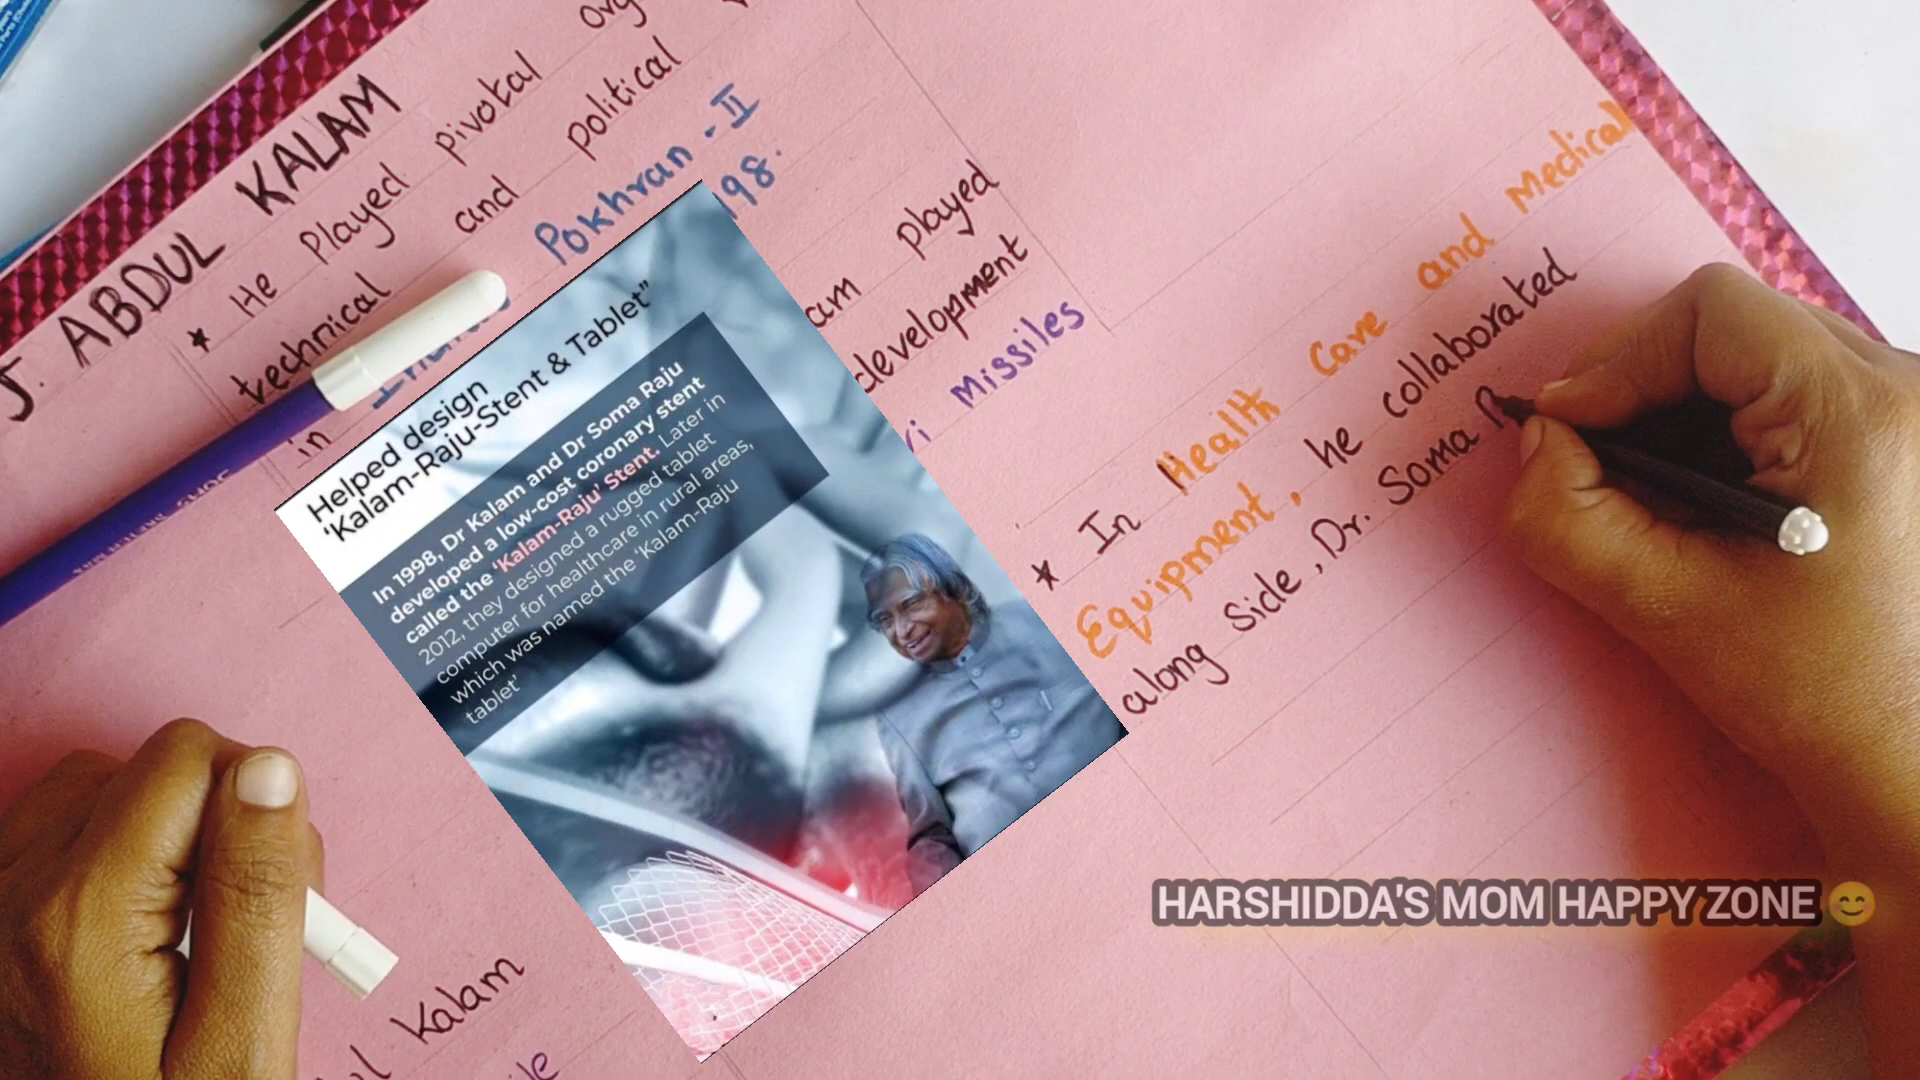 J. ABDUL KALAM
★ He Played pivotal
technical and political
in
Pokhran - II
998.
played
development
Missiles
Helped design
'Kalam-Raju-Stent & Tablet"
In 1998, Dr Kalam and Dr Soma Raju
developed a low-cost coronary stent
called the 'Kalam-Raju' Stent. Later in
2012, they designed a rugged tablet
computer for healthcare in rural areas,
which was named the 'Kalam-Raju
tablet'
★ In Health Care and Medical
Equipment, he collaborated
along Side, Dr. Soma R
HARSHIDDA'S MOM HAPPY ZONE 😊
Kalam